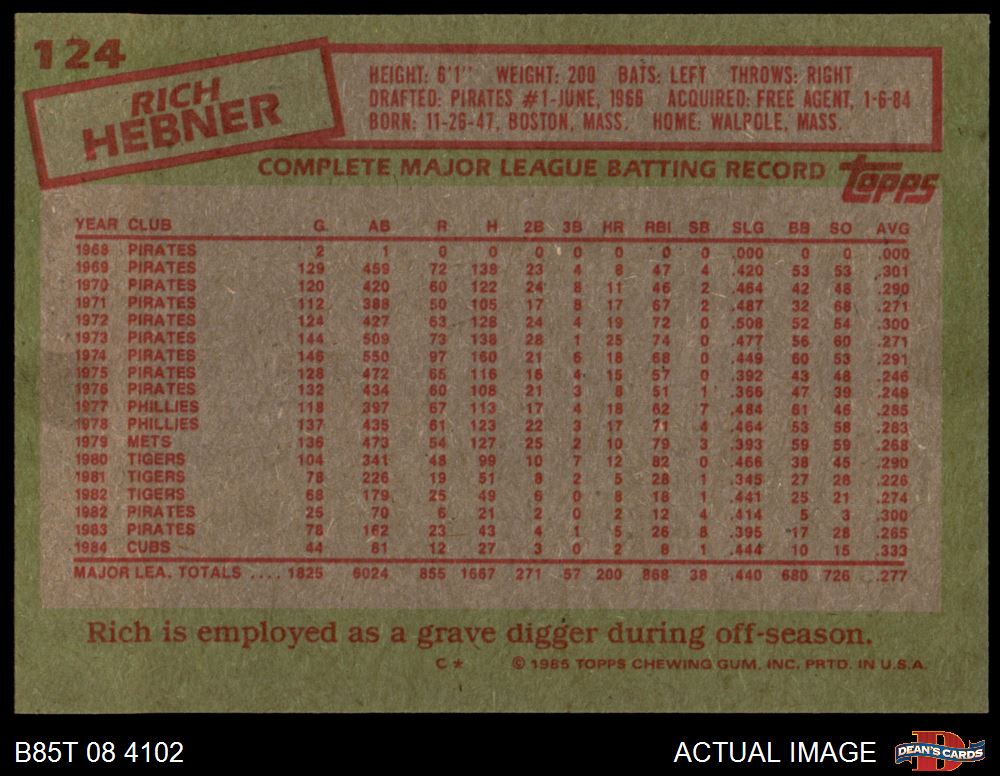 124
RICH
HEBNER
HEIGHT: 6'1" WEIGHT: 200 BATS: LEFT THROWS: RIGHT
DRAFTED: PIRATES #1-JUNE, 1966 ACQUIRED: FREE AGENT, 1-6-84
BORN: 11-26-47, BOSTON, MASS. HOME: WALPOLE, MASS.
COMPLETE MAJOR LEAGUE BATTING RECORD topps
YEAR CLUB G AB R H 2B 3B HR RBI SB SLG BB SO AVG
1968 PIRATES 2 1 0 0 0 0 0 0 0 .000 0 0 .000
1969 PIRATES 129 459 72 138 23 4 8 47 4 .420 53 53 .301
1970 PIRATES 120 420 60 122 24 8 11 46 2 .464 42 48 .290
1971 PIRATES 112 388 50 105 17 8 17 67 2 .487 32 68 .271
1972 PIRATES 124 427 63 128 24 4 19 72 0 .508 52 54 .300
1973 PIRATES 144 509 73 138 28 1 25 74 0 .477 56 60 .271
1974 PIRATES 146 550 97 160 21 6 18 68 0 .449 60 53 .291
1975 PIRATES 128 472 65 116 16 4 15 57 0 .392 43 48 .246
1976 PIRATES 132 434 60 108 21 3 8 51 1 .366 47 39 .249
1977 PHILLIES 118 397 67 113 17 4 18 62 7 .484 61 46 .285
1978 PHILLIES 137 435 61 123 22 3 17 71 4 .464 53 58 .283
1979 METS 136 473 54 127 25 2 10 79 3 .393 59 59 .268
1980 TIGERS 104 341 48 99 10 7 12 82 0 .466 38 45 .290
1981 TIGERS 78 226 19 51 8 2 5 28 1 .345 27 28 .226
1982 TIGERS 68 179 25 49 6 0 8 18 1 .441 25 21 .274
1982 PIRATES 25 70 6 21 2 0 2 12 4 .414 5 3 .300
1983 PIRATES 78 162 23 43 4 1 5 26 8 .395 17 28 .265
1984 CUBS 44 81 12 27 3 0 2 8 1 .444 10 15 .333
MAJOR LEA. TOTALS .... 1825 6024 855 1667 271 57 200 868 38 .440 680 726 .277
Rich is employed as a grave digger during off-season.
C * © 1985 TOPPS CHEWING GUM, INC. PRTD. IN U.S.A.
B85T 08 4102 ACTUAL IMAGE DEAN'S CARDS